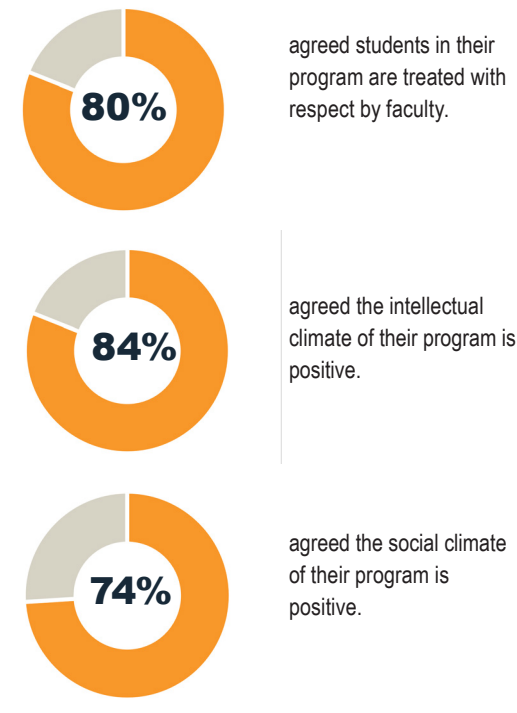 80%
agreed students in their
program are treated with
respect by faculty.
84%
agreed the intellectual
climate of their program is
positive.
74%
agreed the social climate
of their program is
positive.